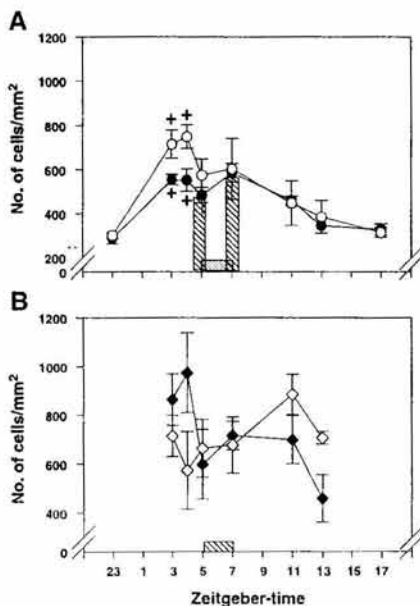 A
1200
1000
800
600
400
200
0
No. of cells/mm²
+ +
+ +
B
1200
1000
800
600
400
0
No. of cells/mm²
23 1 3 5 7 9 11 13 17
Zeitgeber-time